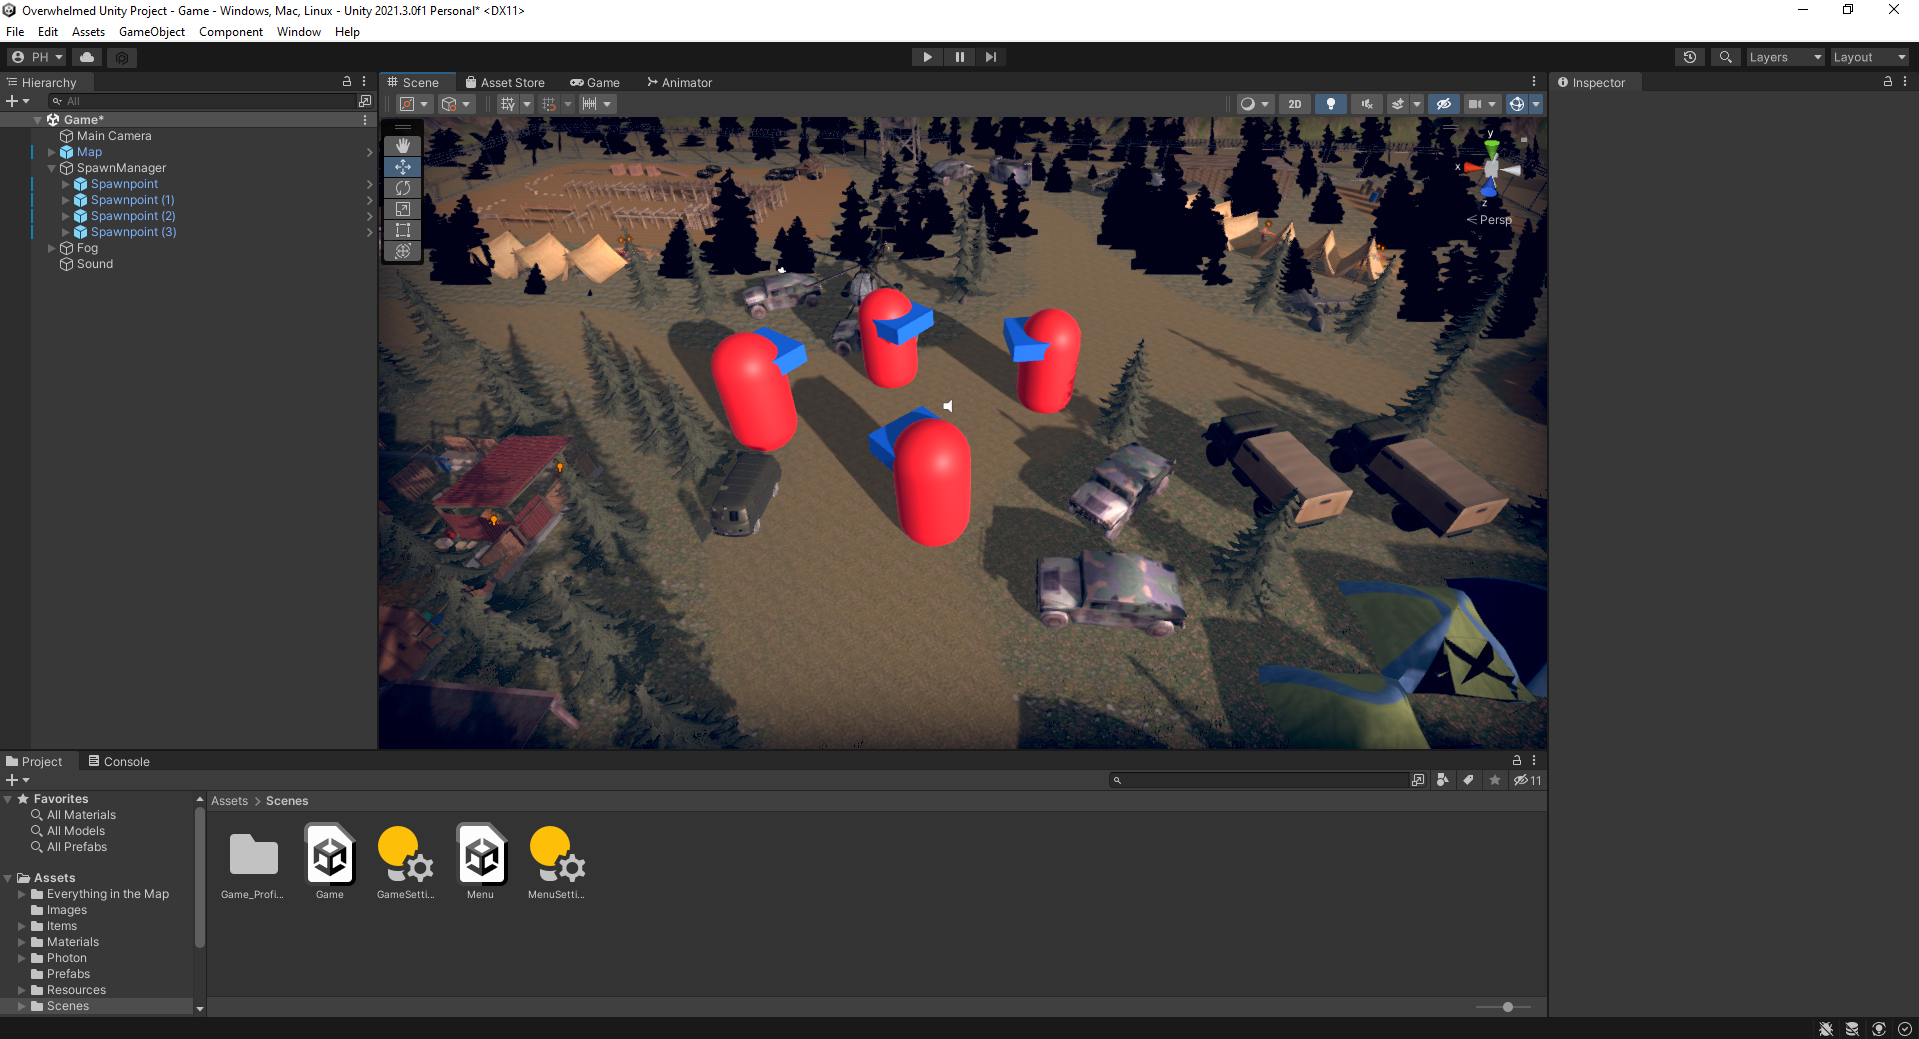 Overwhelmed Unity Project - Game - Windows, Mac, Linux - Unity 2021.3.0f1 Personal* <DX11>
File Edit Assets GameObject Component Window Help
PH
Layers
Layout
Hierarchy
All
Game*
Main Camera
Map
SpawnManager
Spawnpoint
Spawnpoint (1)
Spawnpoint (2)
Spawnpoint (3)
Fog
Sound
Scene Asset Store Game Animator
2D
y
x
z
Persp
Inspector
Project Console
11
Favorites
All Materials
All Models
All Prefabs
Assets
Everything in the Map
Images
Items
Materials
Photon
Prefabs
Resources
Scenes
Assets > Scenes
Game_Profi...
Game
GameSetti...
Menu
MenuSetti...